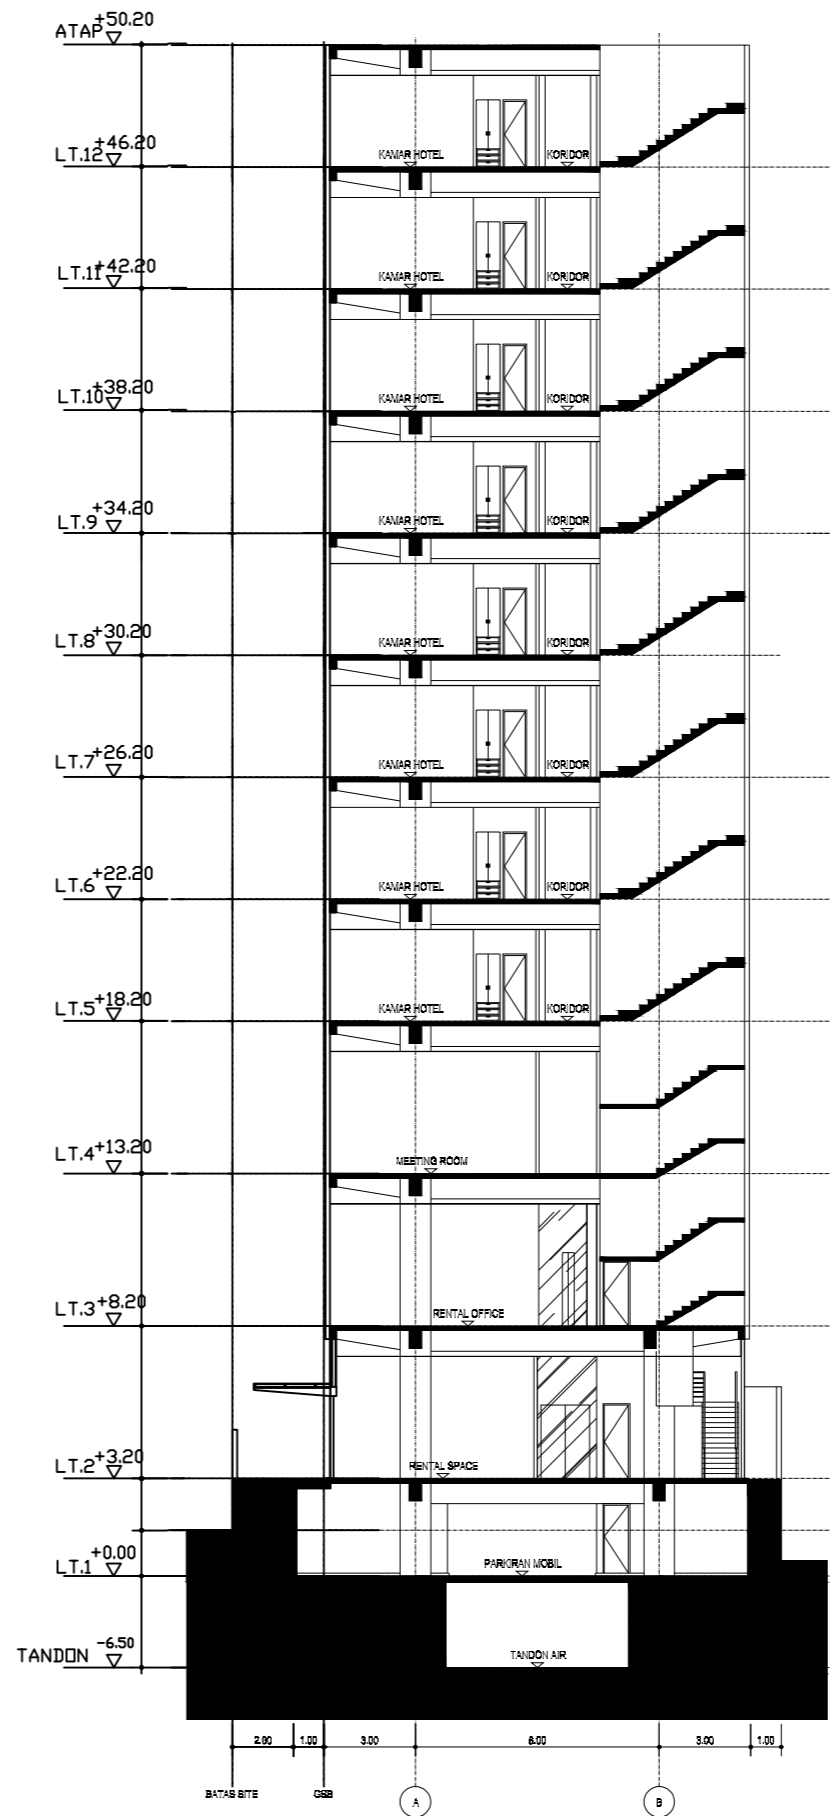 +50.20
ATAP
KAMAR HOTEL KORIDOR
+46.20
LT.12
KAMAR HOTEL KORIDOR
+42.20
LT.11
KAMAR HOTEL KORIDOR
+38.20
LT.10
KAMAR HOTEL KORIDOR
+34.20
LT.9
KAMAR HOTEL KORIDOR
+30.20
LT.8
KAMAR HOTEL KORIDOR
+26.20
LT.7
KAMAR HOTEL KORIDOR
+22.20
LT.6
KAMAR HOTEL KORIDOR
+18.20
LT.5
MEETING ROOM
+13.20
LT.4
RENTAL OFFICE
+8.20
LT.3
RENTAL SPACE
+3.20
LT.2
PARKIRAN MOBIL
+0.00
LT.1
TANDON AIR
-6.50
TANDON
2.00 1.00 3.00 6.00 3.00 1.00
BATAS SITE GSB A B